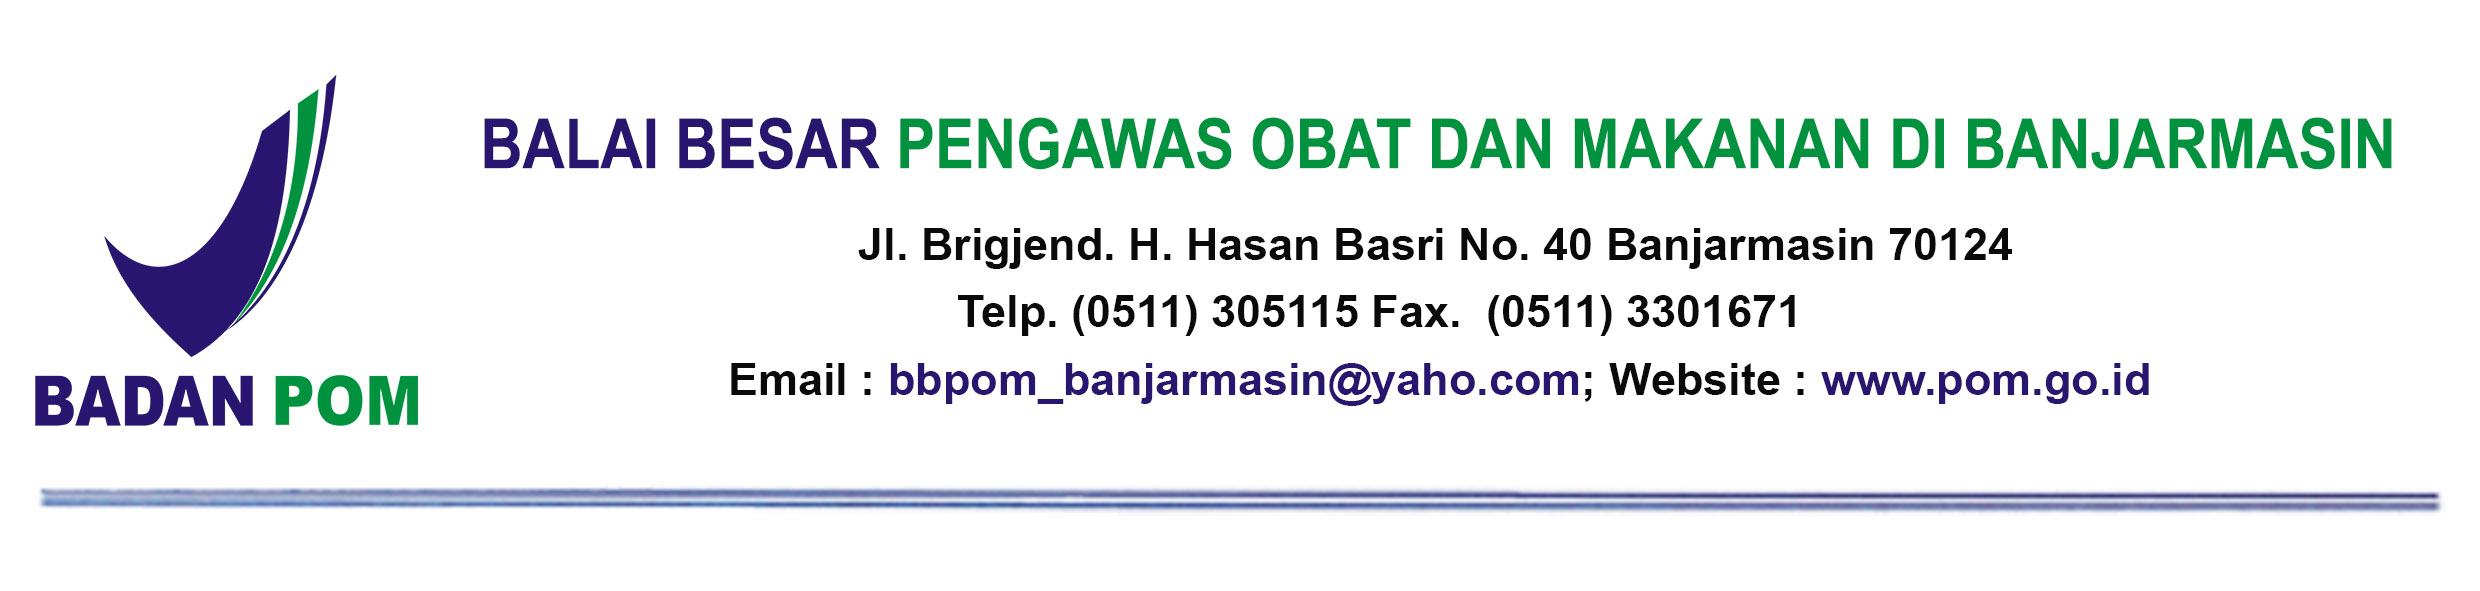 BALAI BESAR PENGAWAS OBAT DAN MAKANAN DI BANJARMASIN
Jl. Brigjend. H. Hasan Basri No. 40 Banjarmasin 70124
Telp. (0511) 305115 Fax.  (0511) 3301671
Email : bbpom_banjarmasin@yaho.com; Website : www.pom.go.id
BADAN POM